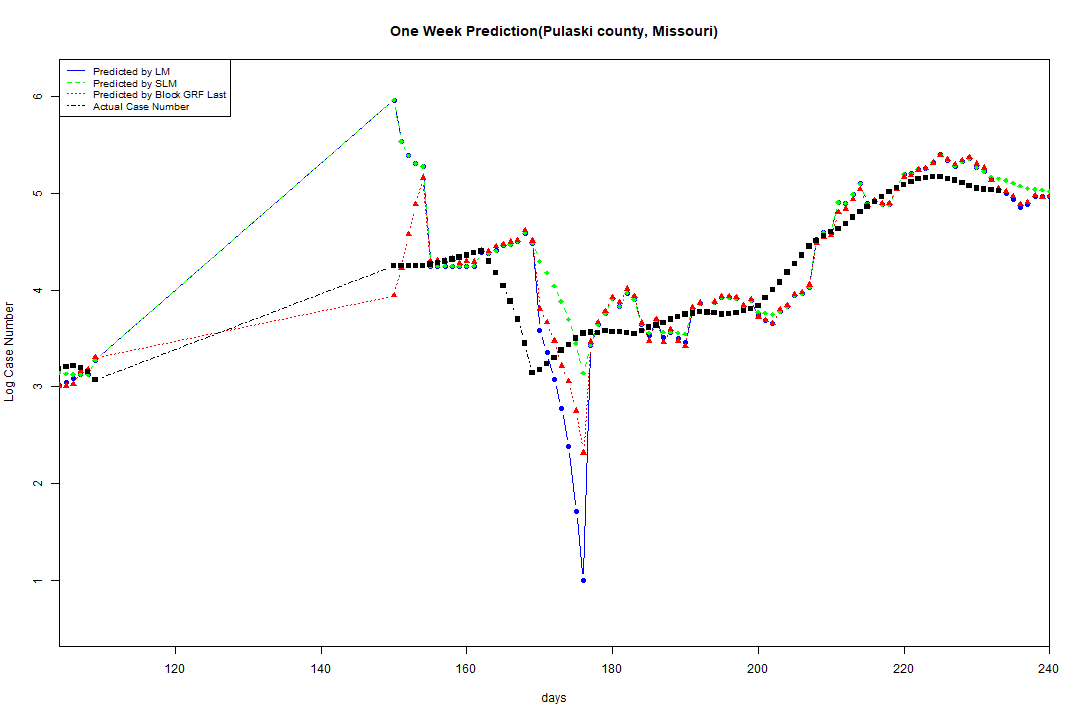 One Week Prediction(Pulaski county, Missouri)
Predicted by LM
Predicted by SLM
Predicted by Block GRF Last
Actual Case Number
6
5
4
3
2
1
Log Case Number
120 140 160 180 200 220 240
days